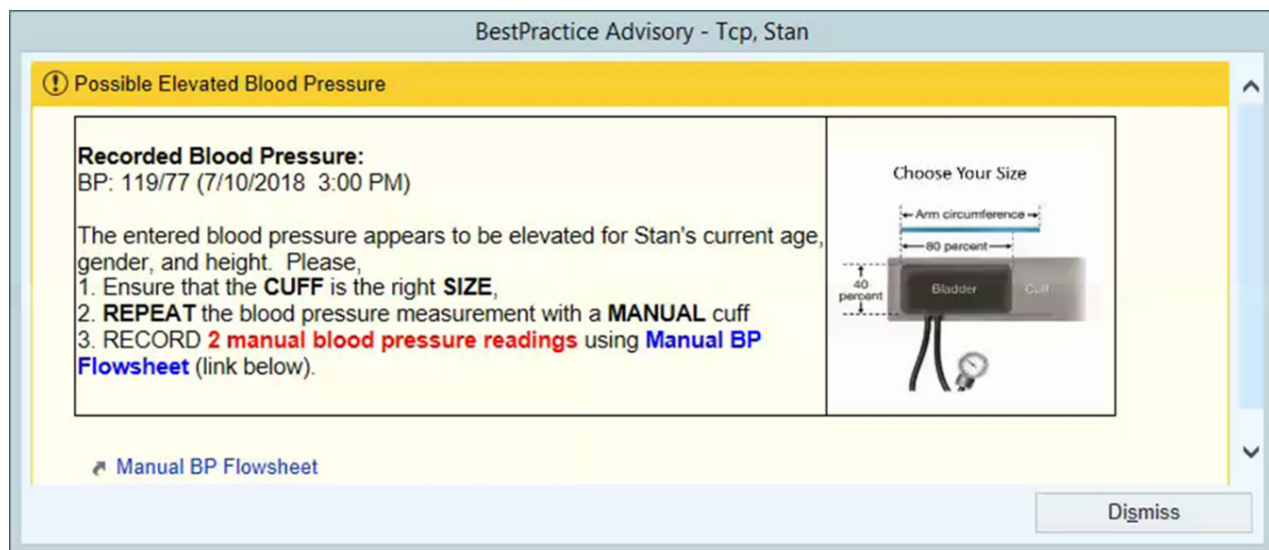 BestPractice Advisory - Tcp, Stan
Possible Elevated Blood Pressure
Recorded Blood Pressure:
BP: 119/77 (7/10/2018 3:00 PM)
The entered blood pressure appears to be elevated for Stan's current age,
gender, and height. Please,
1. Ensure that the CUFF is the right SIZE,
2. REPEAT the blood pressure measurement with a MANUAL cuff
3. RECORD 2 manual blood pressure readings using Manual BP
Flowsheet (link below).
Choose Your Size
Arm circumference
80 percent
40
percent
Bladder
Cuff
Manual BP Flowsheet
Dismiss